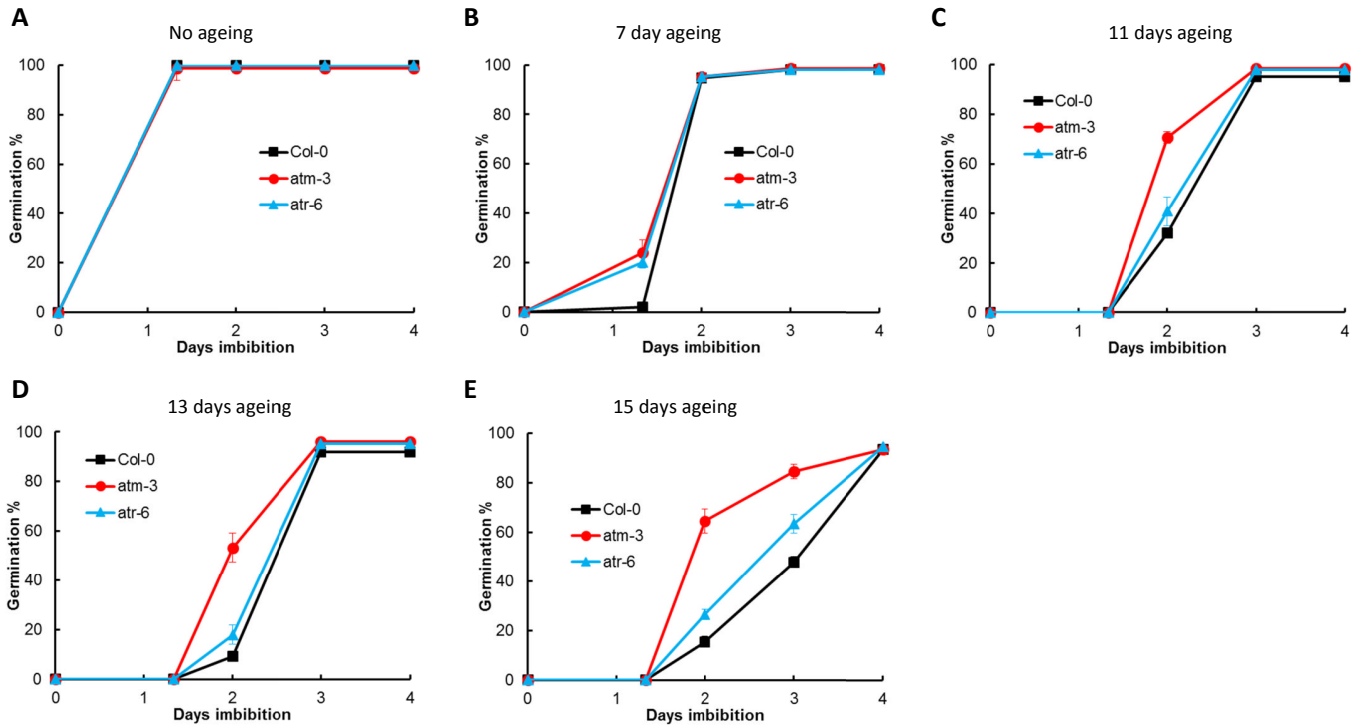 A
No ageing
Germination %
100
80
60
40
20
0
Col-0
atm-3
atr-6
0 1 2 3 4
Days imbibition
B
7 day ageing
Germination %
100
80
60
40
20
0
Col-0
atm-3
atr-6
0 1 2 3 4
Days imbibition
C
11 days ageing
Germination %
100
80
60
40
20
0
Col-0
atm-3
atr-6
0 1 2 3 4
Days imbibition
D
13 days ageing
Germination %
100
80
60
40
20
0
Col-0
atm-3
atr-6
0 1 2 3 4
Days imbibition
E
15 days ageing
Germination %
100
80
60
40
20
0
Col-0
atm-3
atr-6
0 1 2 3 4
Days imbibition